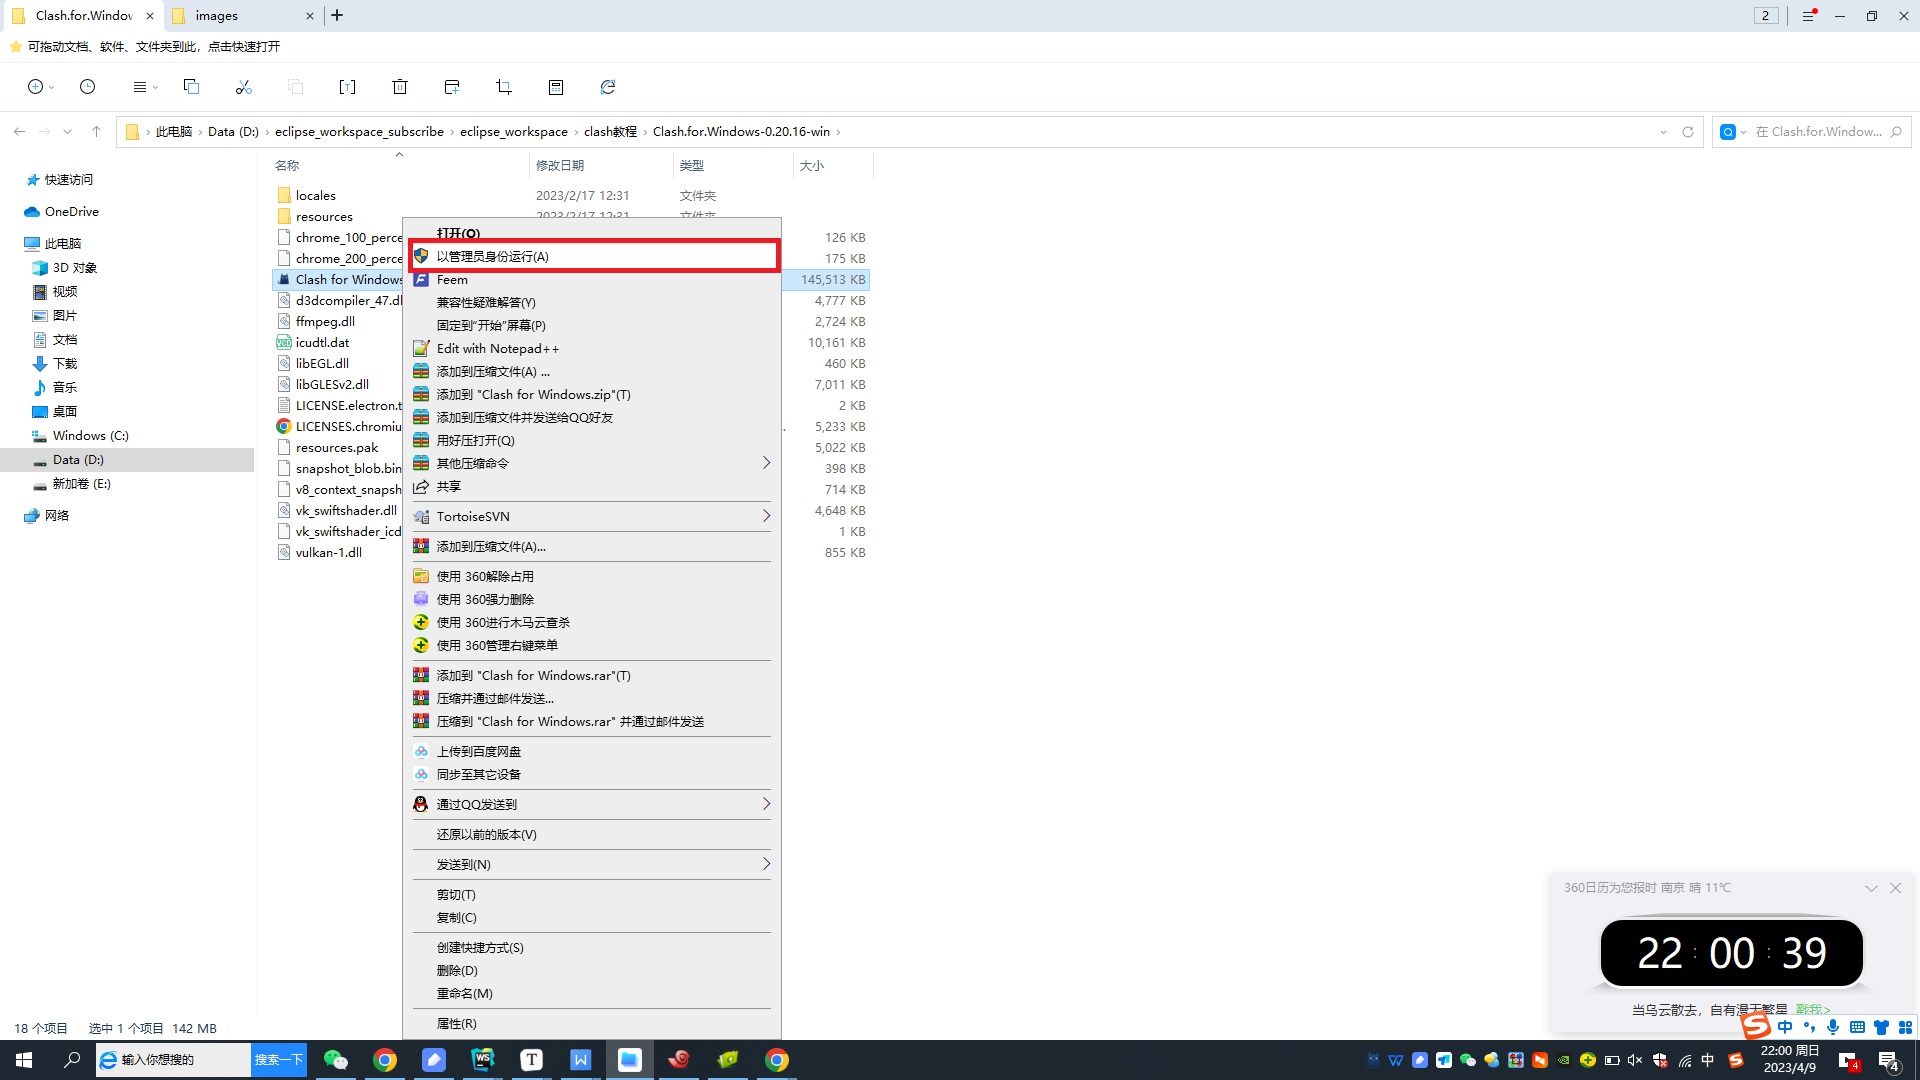 Clash.for.Window
images
2
可拖动文档、软件、文件夹到此，点击快速打开
此电脑 › Data (D:) › eclipse_workspace_subscribe › eclipse_workspace › clash教程 › Clash.for.Windows-0.20.16-win ›
在 Clash.for.Window...
名称 修改日期 类型 大小
快速访问
OneDrive
此电脑
3D 对象
视频
图片
文档
下载
音乐
桌面
Windows (C:)
Data (D:)
新加卷 (E:)
网络
locales 2023/2/17 12:31 文件夹
resources 2023/2/17 12:31 文件夹
chrome_100_perce 126 KB
chrome_200_perce 175 KB
Clash for Windows 145,513 KB
d3dcompiler_47.dl 4,777 KB
ffmpeg.dll 2,724 KB
icudtl.dat 10,161 KB
libEGL.dll 460 KB
libGLESv2.dll 7,011 KB
LICENSE.electron.t 2 KB
LICENSES.chromiu 5,233 KB
resources.pak 5,022 KB
snapshot_blob.bin 398 KB
v8_context_snapsh 714 KB
vk_swiftshader.dll 4,648 KB
vk_swiftshader_icd 1 KB
vulkan-1.dll 855 KB
打开(O)
以管理员身份运行(A)
Feem
兼容性疑难解答(Y)
固定到"开始"屏幕(P)
Edit with Notepad++
添加到压缩文件(A) ...
添加到 "Clash for Windows.zip"(T)
添加到压缩文件并发送给QQ好友
用好压打开(Q)
其他压缩命令
共享
TortoiseSVN
添加到压缩文件(A)...
使用 360解除占用
使用 360强力删除
使用 360进行木马云查杀
使用 360管理右键菜单
添加到 "Clash for Windows.rar"(T)
压缩并通过邮件发送...
压缩到 "Clash for Windows.rar" 并通过邮件发送
上传到百度网盘
同步至其它设备
通过QQ发送到
还原以前的版本(V)
发送到(N)
剪切(T)
复制(C)
创建快捷方式(S)
删除(D)
重命名(M)
属性(R)
360日历为您报时 南京 晴 11℃
22 : 00 : 39
当乌云散去，自有漫天繁星 戳我>
中
18 个项目 选中 1 个项目 142 MB
输入你想搜的 搜索一下
中
22:00 周日
2023/4/9
4
4